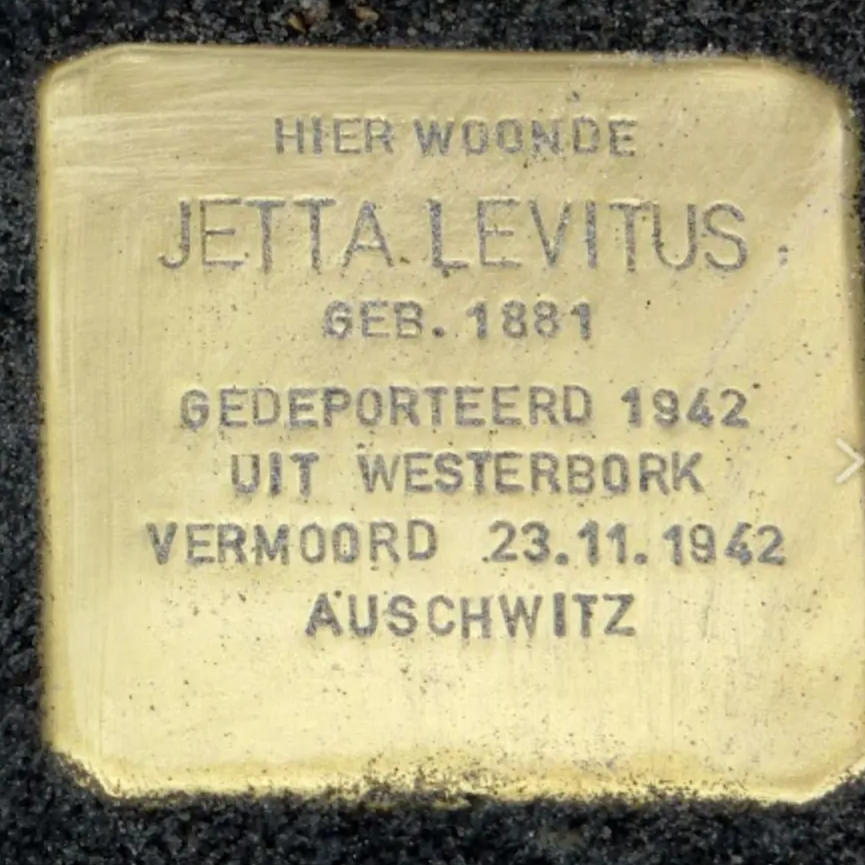 HIER WOONDE
JETTA LEVITUS
GEB. 1881
GEDEPORTEERD 1942
UIT WESTERBORK
VERMOORD 23.11.1942
AUSCHWITZ